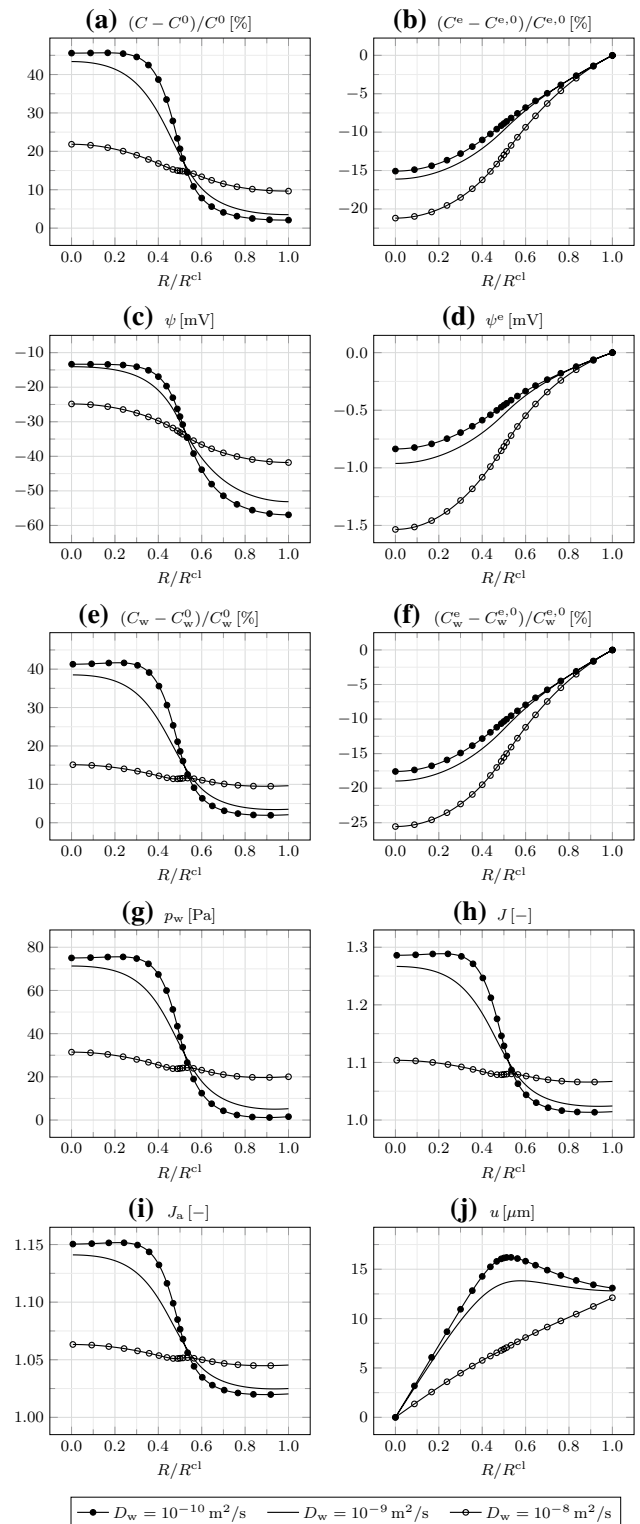 (a) (C − C⁰)/C⁰ [%]
(b) (Cᵉ − Cᵉ,⁰)/Cᵉ,⁰ [%]
40
30
20
10
0
0.0 0.2 0.4 0.6 0.8 1.0
R/Rᶜˡ
0
−5
−10
−15
−20
0.0 0.2 0.4 0.6 0.8 1.0
R/Rᶜˡ
(c) ψ [mV]
(d) ψᵉ [mV]
−10
−20
−30
−40
−50
−60
0.0 0.2 0.4 0.6 0.8 1.0
R/Rᶜˡ
0.0
−0.5
−1.0
−1.5
0.0 0.2 0.4 0.6 0.8 1.0
R/Rᶜˡ
(e) (C_w − C_w⁰)/C_w⁰ [%]
(f) (C_wᵉ − C_wᵉ,⁰)/C_wᵉ,⁰ [%]
40
30
20
10
0
0.0 0.2 0.4 0.6 0.8 1.0
R/Rᶜˡ
0
−5
−10
−15
−20
−25
0.0 0.2 0.4 0.6 0.8 1.0
R/Rᶜˡ
(g) p_w [Pa]
(h) J [−]
80
60
40
20
0
0.0 0.2 0.4 0.6 0.8 1.0
R/Rᶜˡ
1.3
1.2
1.1
1.0
0.0 0.2 0.4 0.6 0.8 1.0
R/Rᶜˡ
(i) J_a [−]
(j) u [μm]
1.15
1.10
1.05
1.00
0.0 0.2 0.4 0.6 0.8 1.0
R/Rᶜˡ
15
10
5
0
0.0 0.2 0.4 0.6 0.8 1.0
R/Rᶜˡ
D_w = 10⁻¹⁰ m²/s D_w = 10⁻⁹ m²/s D_w = 10⁻⁸ m²/s